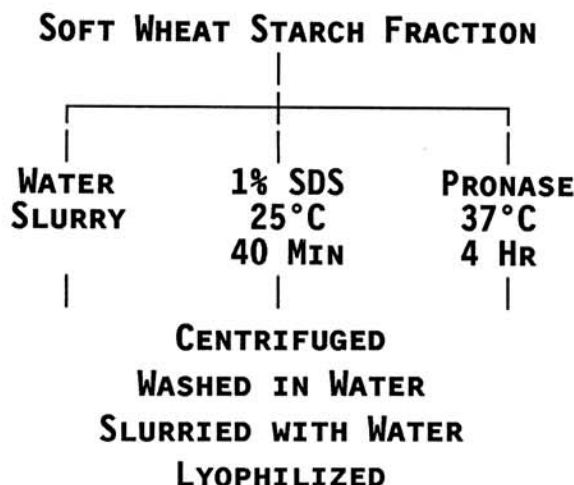 SOFT WHEAT STARCH FRACTION
WATER 1% SDS PRONASE
SLURRY 25°C 37°C
40 MIN 4 HR
CENTRIFUGED
WASHED IN WATER
SLURRIED WITH WATER
LYOPHILIZED